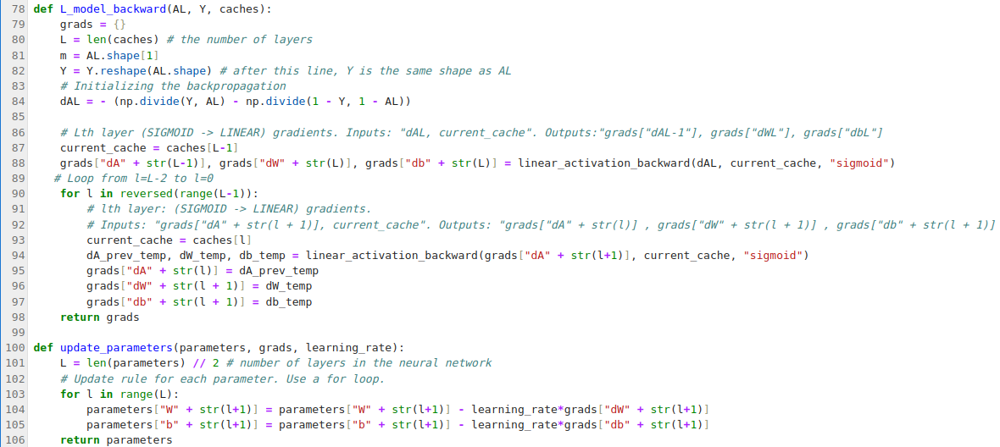 78 def L_model_backward(AL, Y, caches):
79     grads = {}
80     L = len(caches) # the number of layers
81     m = AL.shape[1]
82     Y = Y.reshape(AL.shape) # after this line, Y is the same shape as AL
83     # Initializing the backpropagation
84     dAL = - (np.divide(Y, AL) - np.divide(1 - Y, 1 - AL))
85
86     # Lth layer (SIGMOID -> LINEAR) gradients. Inputs: "dAL, current_cache". Outputs:"grads["dAL-1"], grads["dWL"], grads["dbL"]
87     current_cache = caches[L-1]
88     grads["dA" + str(L-1)], grads["dW" + str(L)], grads["db" + str(L)] = linear_activation_backward(dAL, current_cache, "sigmoid")
89    # Loop from l=L-2 to l=0
90     for l in reversed(range(L-1)):
91         # lth layer: (SIGMOID -> LINEAR) gradients.
92         # Inputs: "grads["dA" + str(l + 1)], current_cache". Outputs: "grads["dA" + str(l)] , grads["dW" + str(l + 1)] , grads["db" + str(l + 1)]
93         current_cache = caches[l]
94         dA_prev_temp, dW_temp, db_temp = linear_activation_backward(grads["dA" + str(l+1)], current_cache, "sigmoid")
95         grads["dA" + str(l)] = dA_prev_temp
96         grads["dW" + str(l + 1)] = dW_temp
97         grads["db" + str(l + 1)] = db_temp
98     return grads
99
100 def update_parameters(parameters, grads, learning_rate):
101     L = len(parameters) // 2 # number of layers in the neural network
102     # Update rule for each parameter. Use a for loop.
103     for l in range(L):
104         parameters["W" + str(l+1)] = parameters["W" + str(l+1)] - learning_rate*grads["dW" + str(l+1)]
105         parameters["b" + str(l+1)] = parameters["b" + str(l+1)] - learning_rate*grads["db" + str(l+1)]
106     return parameters